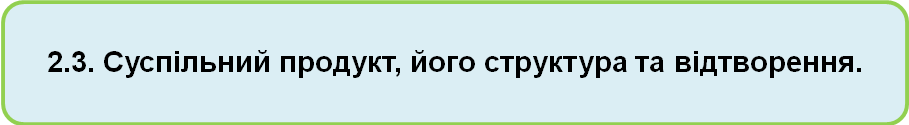 2.3. Суспільний продукт, його структура та відтворення.